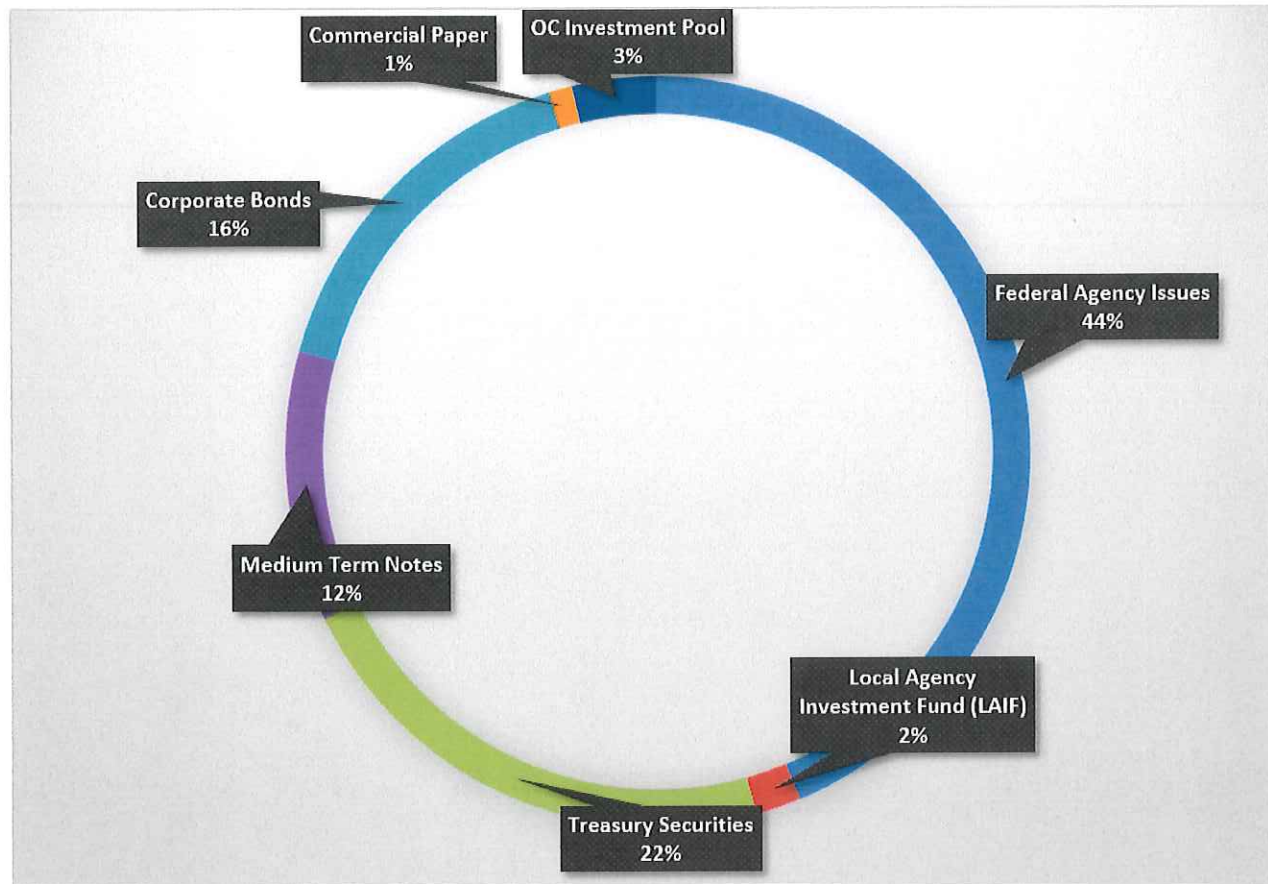 Commercial Paper
1%
OC Investment Pool
3%
Corporate Bonds
16%
Federal Agency Issues
44%
Medium Term Notes
12%
Local Agency
Investment Fund (LAIF)
2%
Treasury Securities
22%